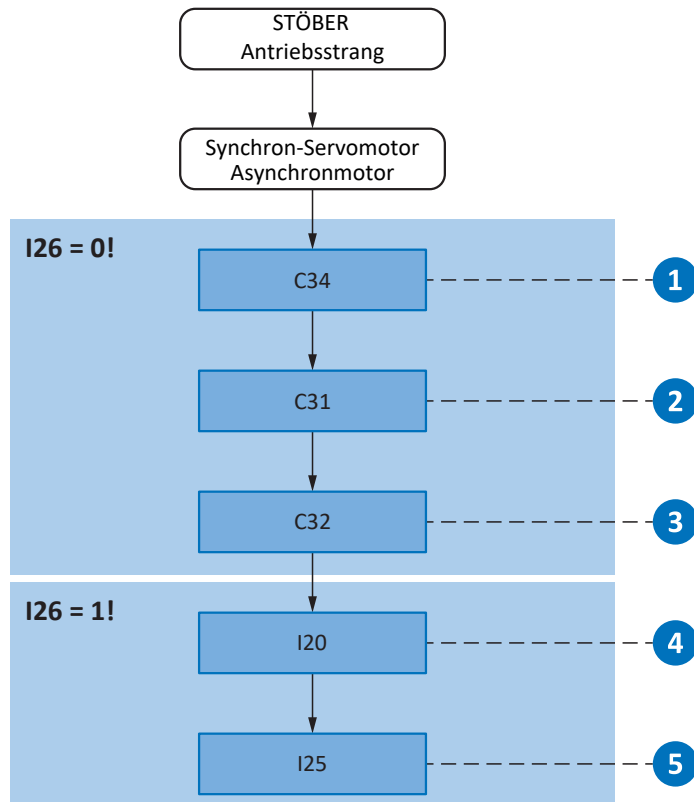 STÖBER
Antriebsstrang
Synchron-Servomotor
Asynchronmotor
I26 = 0!
C34
1
C31
2
C32
3
I26 = 1!
I20
4
I25
5